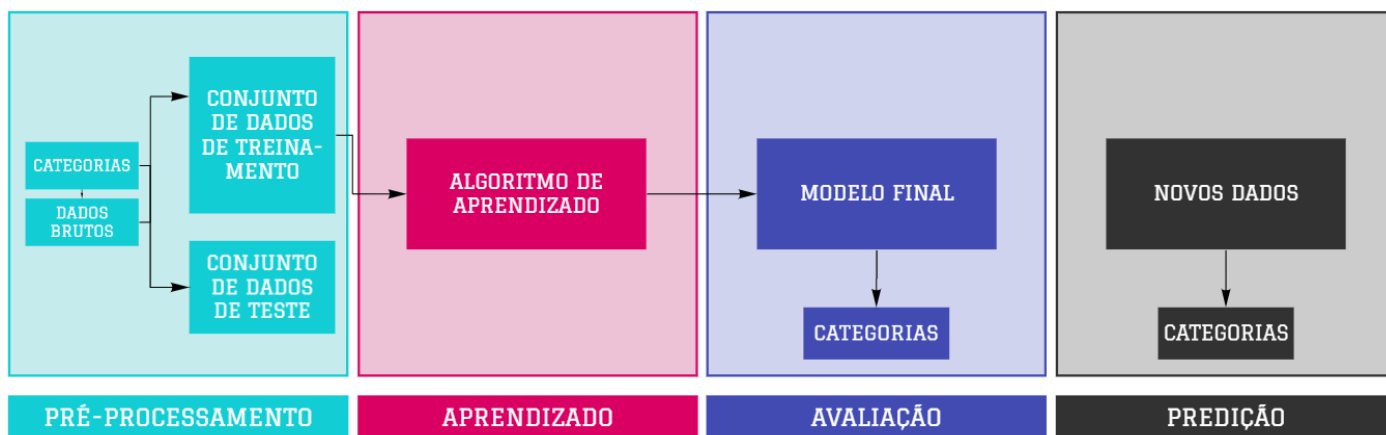 CATEGORIAS
DADOS
BRUTOS
CONJUNTO
DE DADOS
DE TREINA-
MENTO
CONJUNTO
DE DADOS
DE TESTE
ALGORITMO DE
APRENDIZADO
MODELO FINAL
CATEGORIAS
NOVOS DADOS
CATEGORIAS
PRÉ-PROCESSAMENTO
APRENDIZADO
AVALIAÇÃO
PREDIÇÃO